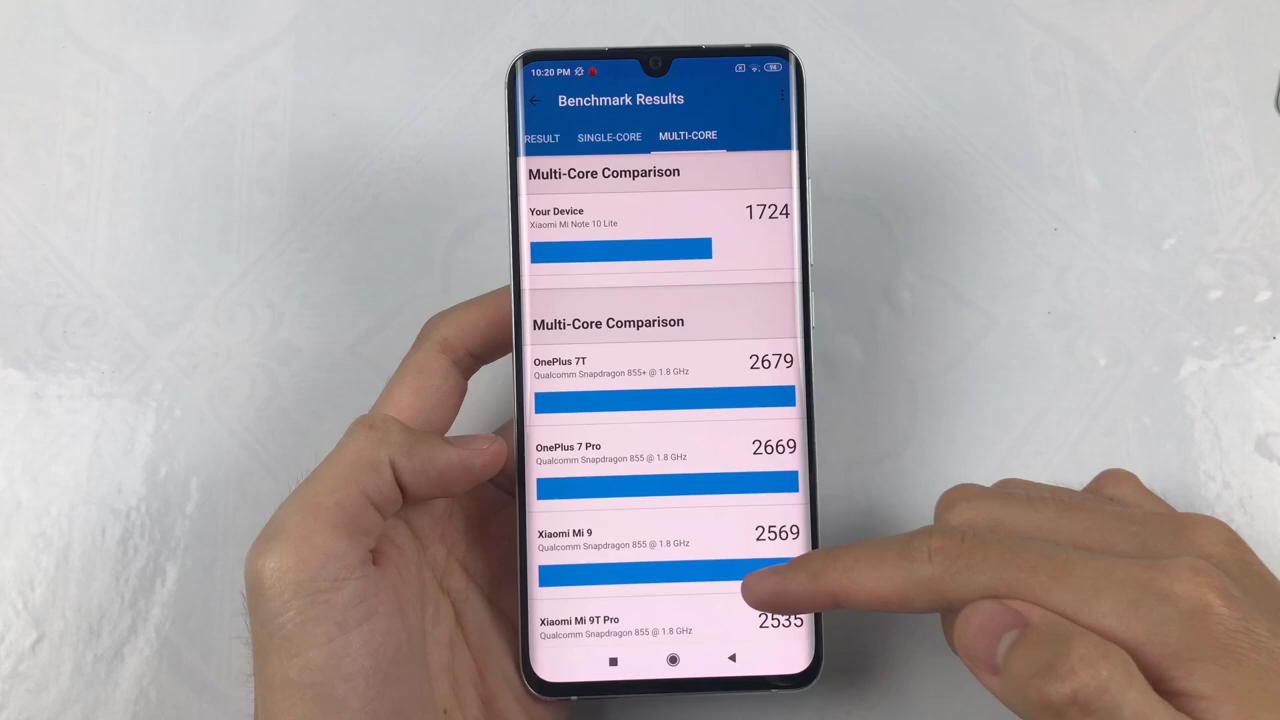 10:20 PM
94
Benchmark Results
RESULT SINGLE-CORE MULTI-CORE
Multi-Core Comparison
Your Device
1724
Xiaomi Mi Note 10 Lite
Multi-Core Comparison
OnePlus 7T
2679
Qualcomm Snapdragon 855+ @ 1.8 GHz
OnePlus 7 Pro
2669
Qualcomm Snapdragon 855 @ 1.8 GHz
Xiaomi Mi 9
2569
Qualcomm Snapdragon 855 @ 1.8 GHz
Xiaomi Mi 9T Pro
2535
Qualcomm Snapdragon 855 @ 1.8 GHz